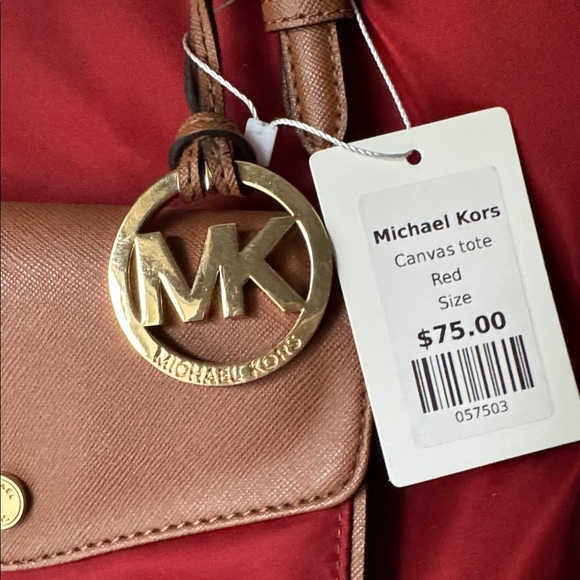 MK
MICHAEL KORS
Michael Kors
Canvas tote
Red
Size
$75.00
057503